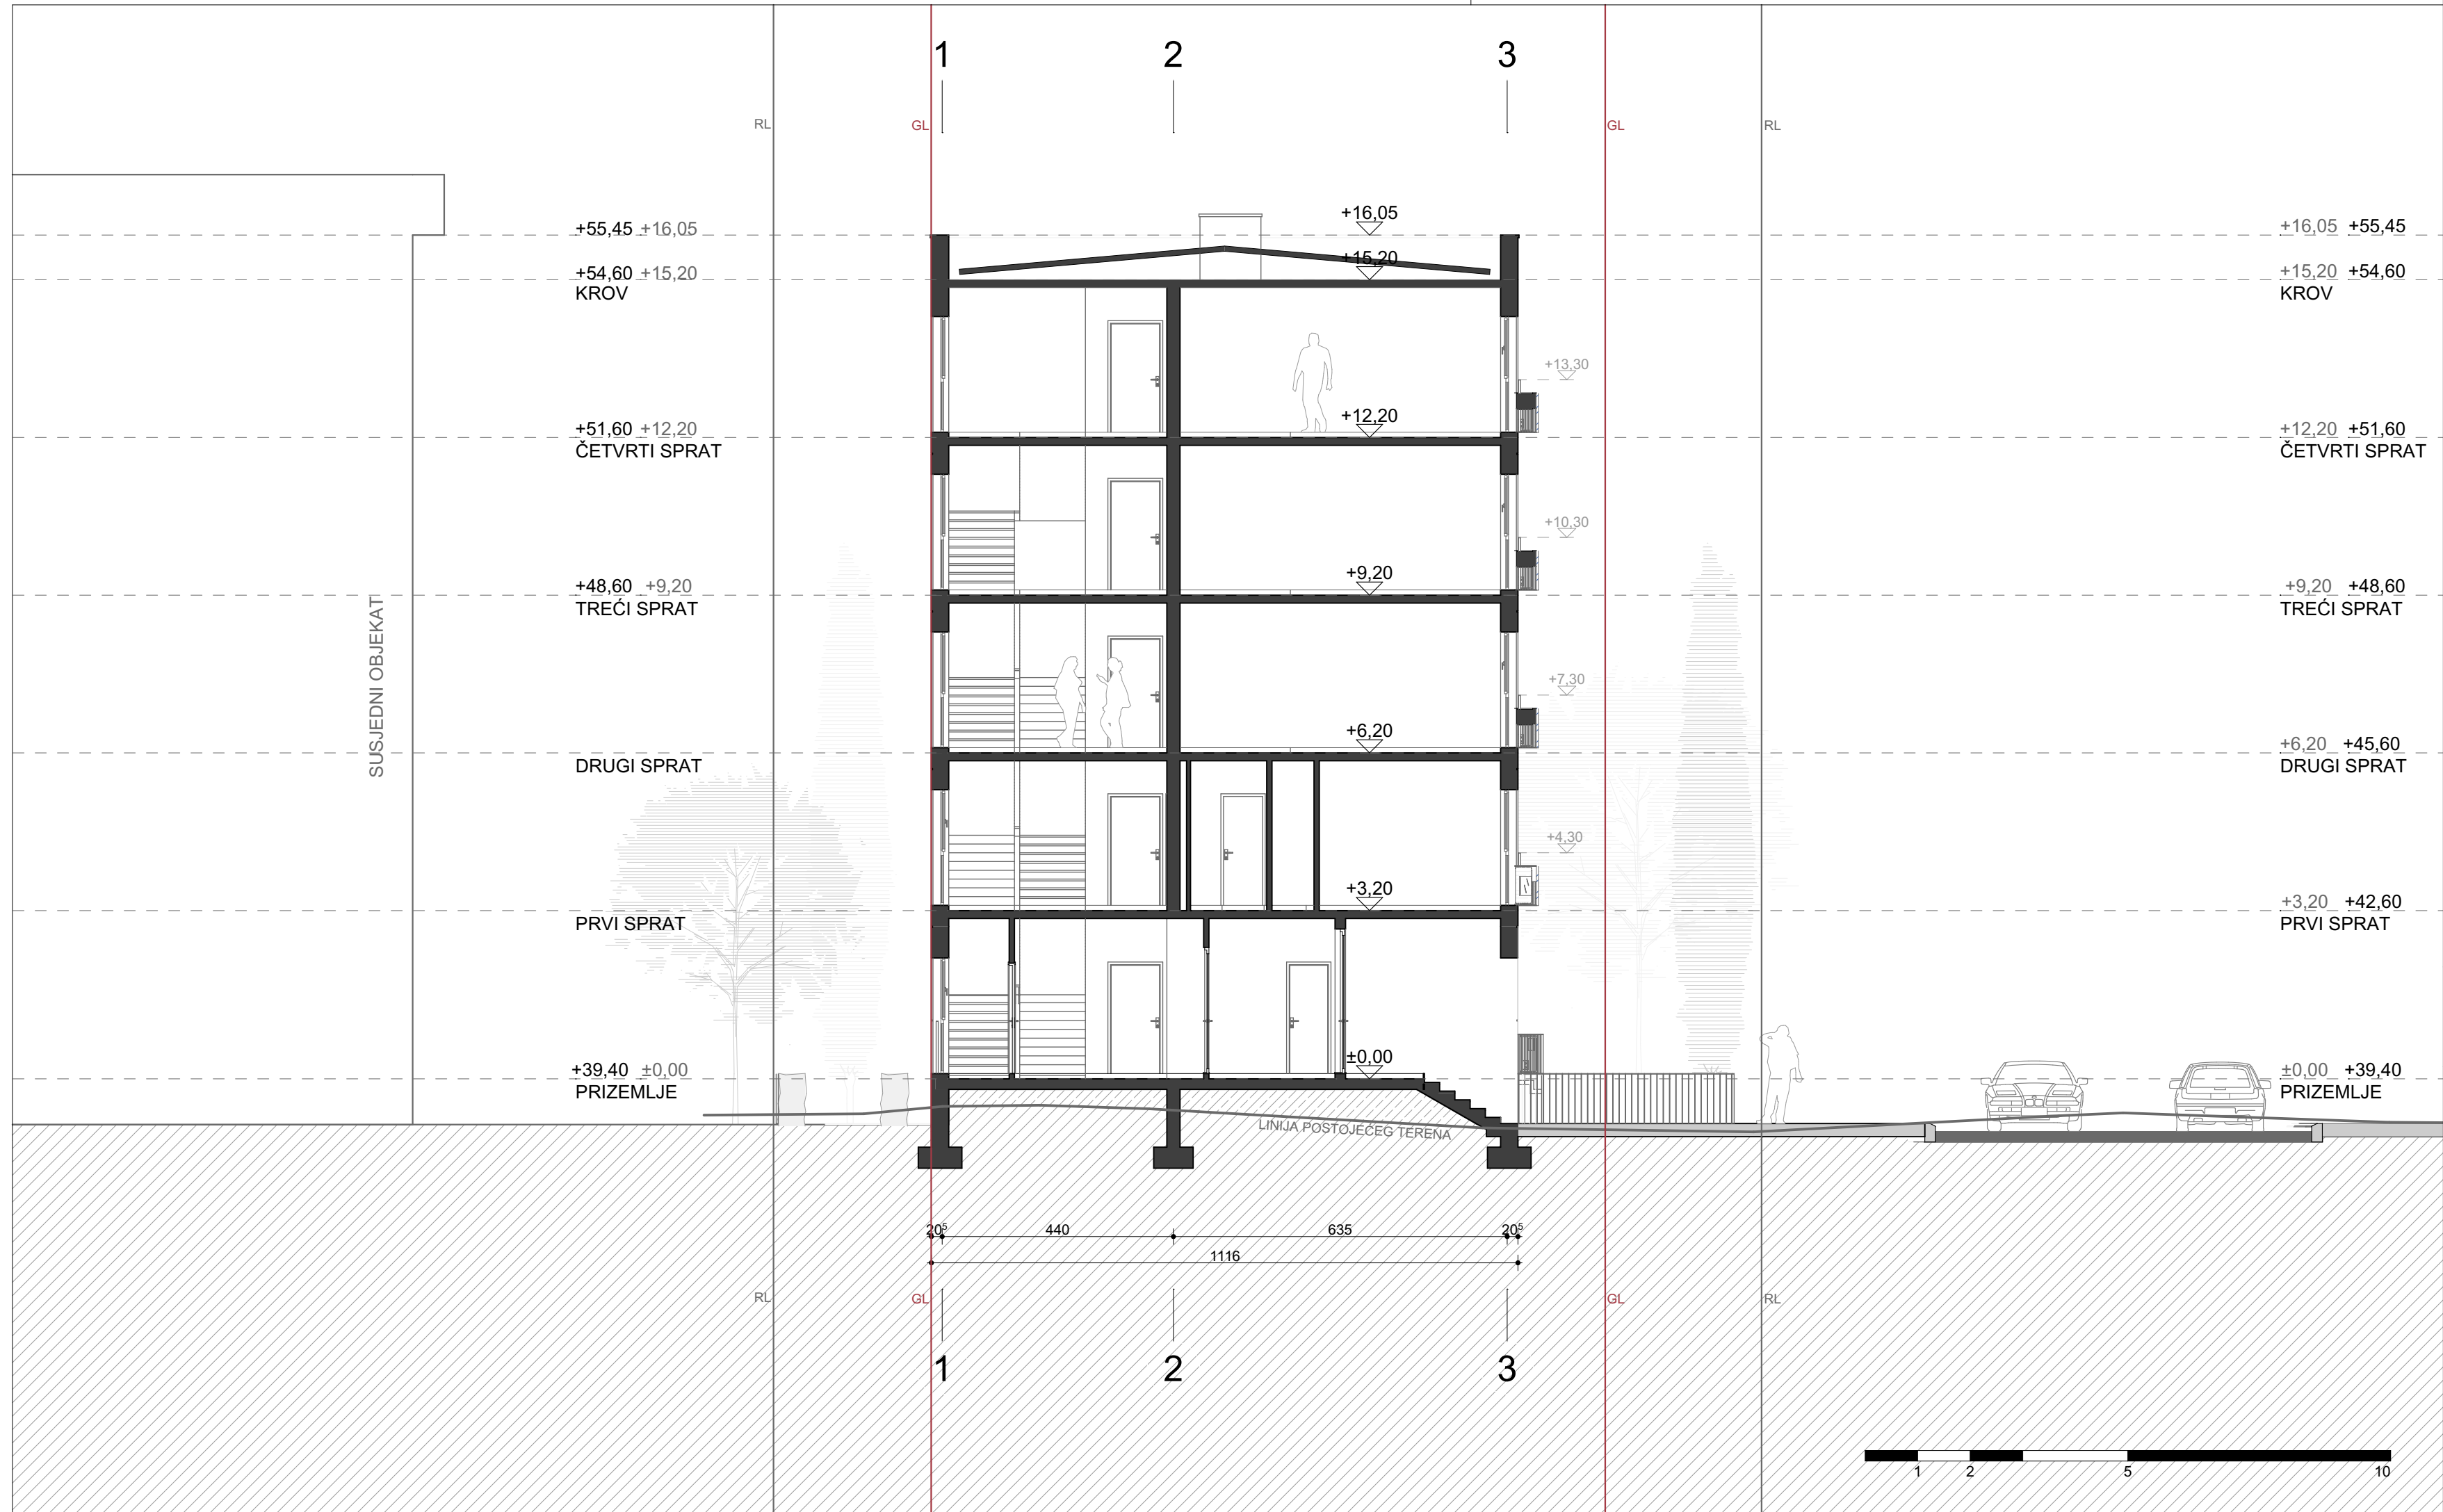 1 2 3
RL GL GL RL
+16,05
+55,45 +16,05
+16,05 +55,45
+15,20
+54,60 +15,20
KROV
+15,20 +54,60
KROV
+13,30
+12,20
+51,60 +12,20
ČETVRTI SPRAT
+12,20 +51,60
ČETVRTI SPRAT
+10,30
+9,20
+48,60 +9,20
TREĆI SPRAT
+9,20 +48,60
TREĆI SPRAT
SUSJEDNI OBJEKAT
+7,30
+6,20
DRUGI SPRAT
+6,20 +45,60
DRUGI SPRAT
+4,30
+3,20
PRVI SPRAT
+3,20 +42,60
PRVI SPRAT
±0,00
+39,40 ±0,00
PRIZEMLJE
±0,00 +39,40
PRIZEMLJE
LINIJA POSTOJEĆEG TERENA
20⁵ 440 635 20⁵
1116
RL GL GL RL
1 2 3
1 2 5 10